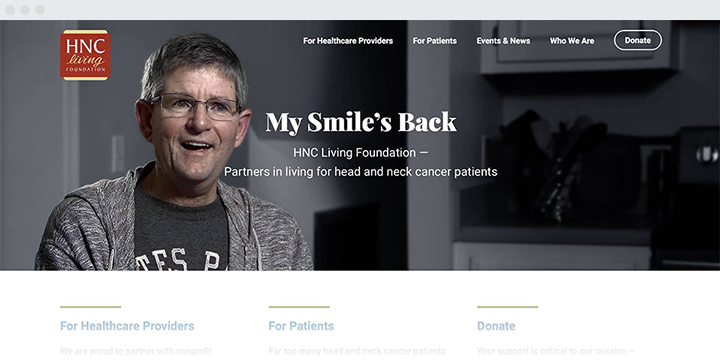 HNC
living
FOUNDATION
For Healthcare Providers
For Patients
Events & News
Who We Are
Donate
My Smile's Back
HNC Living Foundation —
Partners in living for head and neck cancer patients
TES P
For Healthcare Providers
We are proud to partner with nonprofit
For Patients
Far too many head and neck cancer patients
Donate
Your support is critical to our mission –